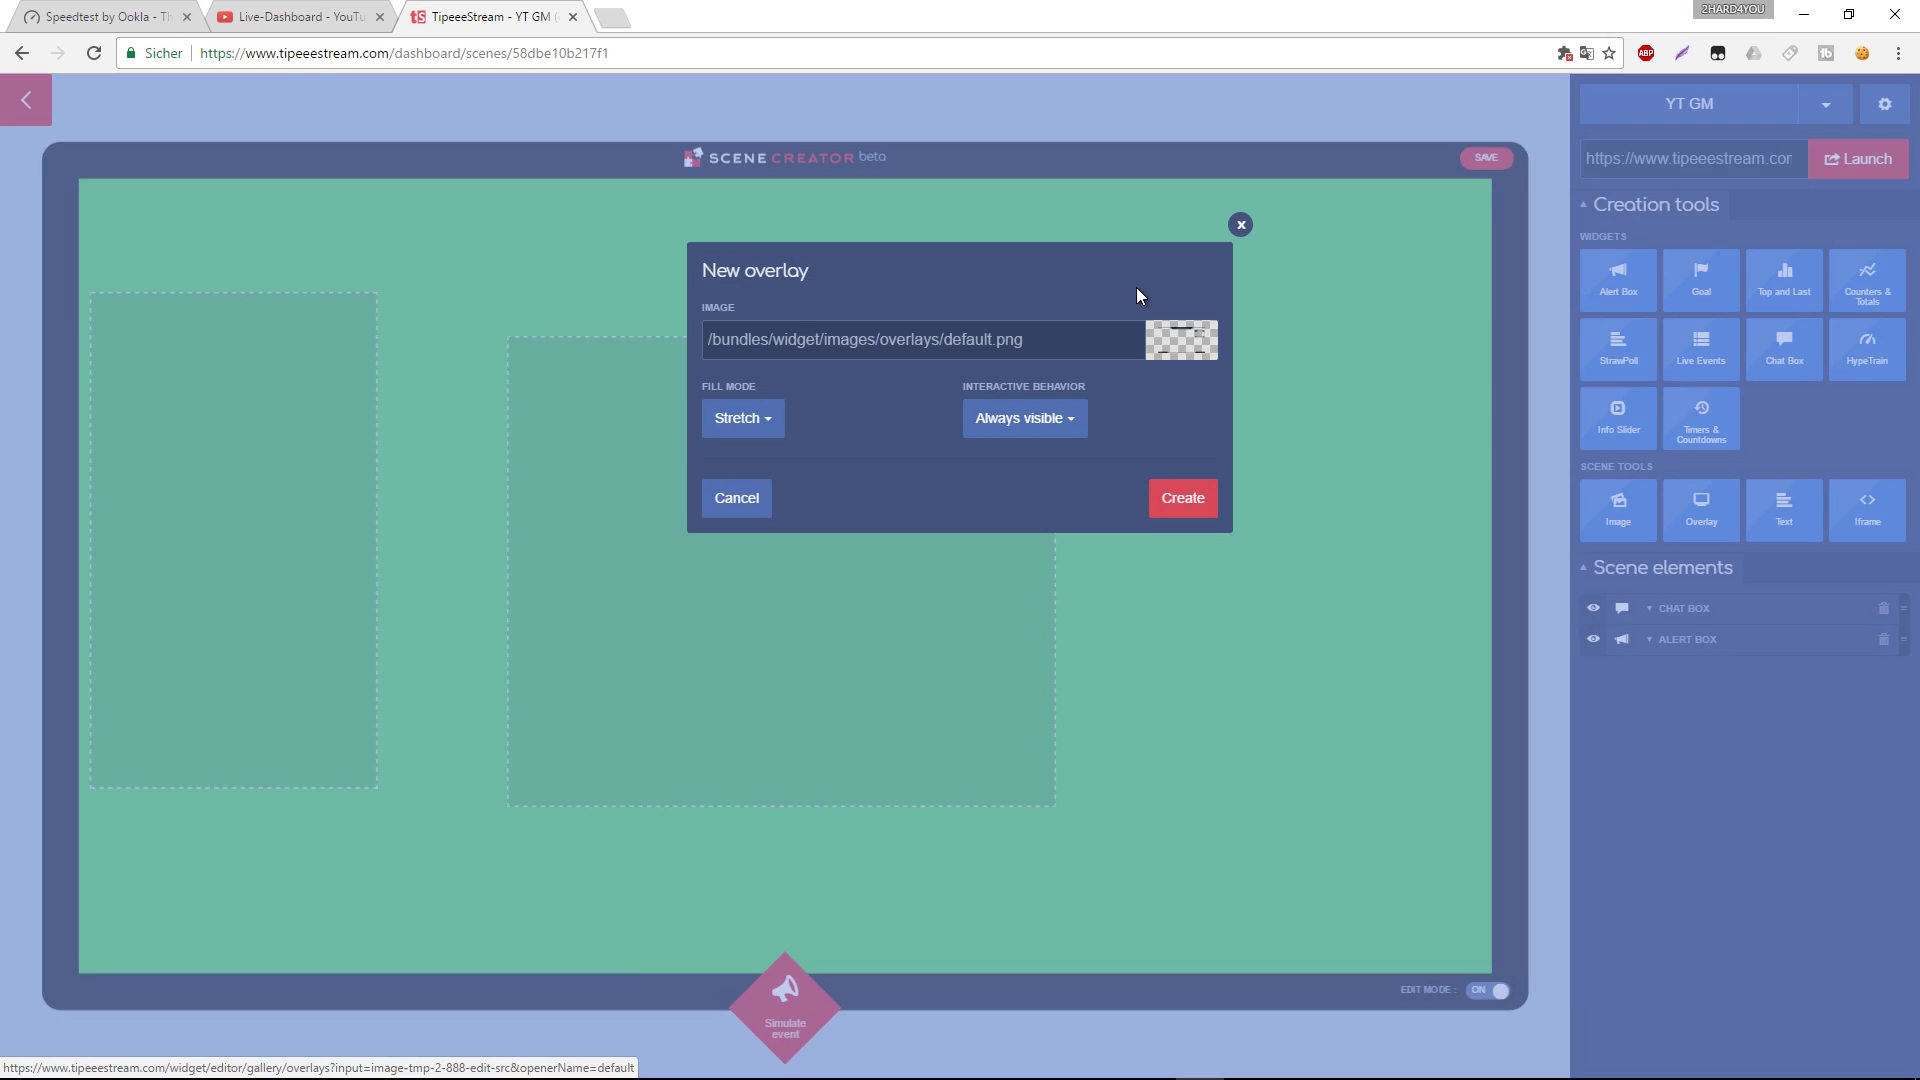 2HARD4YOU
Speedtest by Ookla - Th
Live-Dashboard - YouTu
TipeeeStream - YT GM (
Sicher
https://www.tipeeestream.com/dashboard/scenes/58dbe10b217f1
ABP
YT GM
SCENE CREATOR beta
SAVE
https://www.tipeeestream.cor
Launch
Creation tools
WIDGETS
Alert Box
Goal
Top and Last
Counters &
Totals
StrawPoll
Live Events
Chat Box
HypeTrain
Info Slider
Timers &
Countdowns
SCENE TOOLS
Image
Overlay
Text
Iframe
Scene elements
CHAT BOX
ALERT BOX
x
New overlay
IMAGE
/bundles/widget/images/overlays/default.png
FILL MODE
INTERACTIVE BEHAVIOR
Stretch
Always visible
Cancel
Create
EDIT MODE :
ON
Simulate
event
https://www.tipeeestream.com/widget/editor/gallery/overlays?input=image-tmp-2-888-edit-src&openerName=default